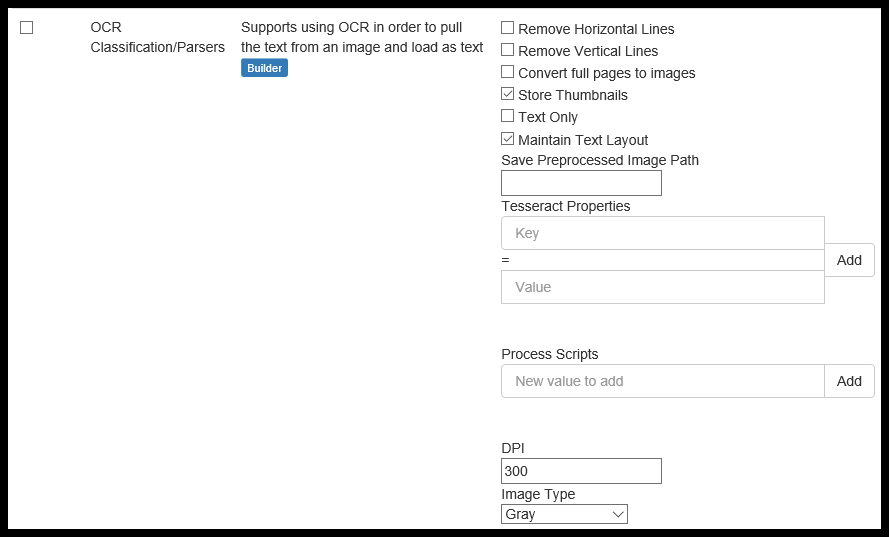 OCR
Classification/Parsers
Supports using OCR in order to pull
the text from an image and load as text
Builder
Remove Horizontal Lines
Remove Vertical Lines
Convert full pages to images
Store Thumbnails
Text Only
Maintain Text Layout
Save Preprocessed Image Path
Tesseract Properties
Key
=
Add
Value
Process Scripts
New value to add
Add
DPI
300
Image Type
Gray